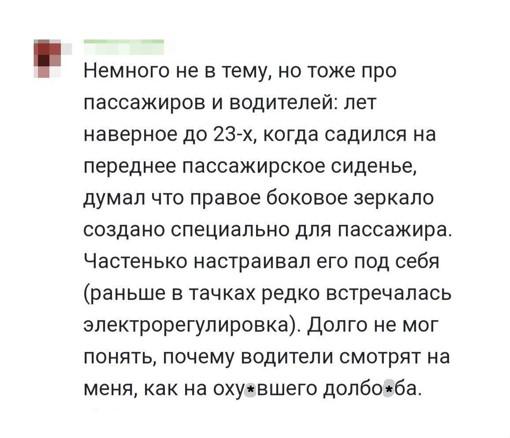 Немного не в тему, но тоже про
пассажиров и водителей: лет
наверное до 23-х, когда садился на
переднее пассажирское сиденье,
думал что правое боковое зеркало
создано специально для пассажира.
Частенько настраивал его под себя
(раньше в тачках редко встречалась
электрорегулировка). Долго не мог
понять, почему водители смотрят на
меня, как на оху*вшего долбо*ба.